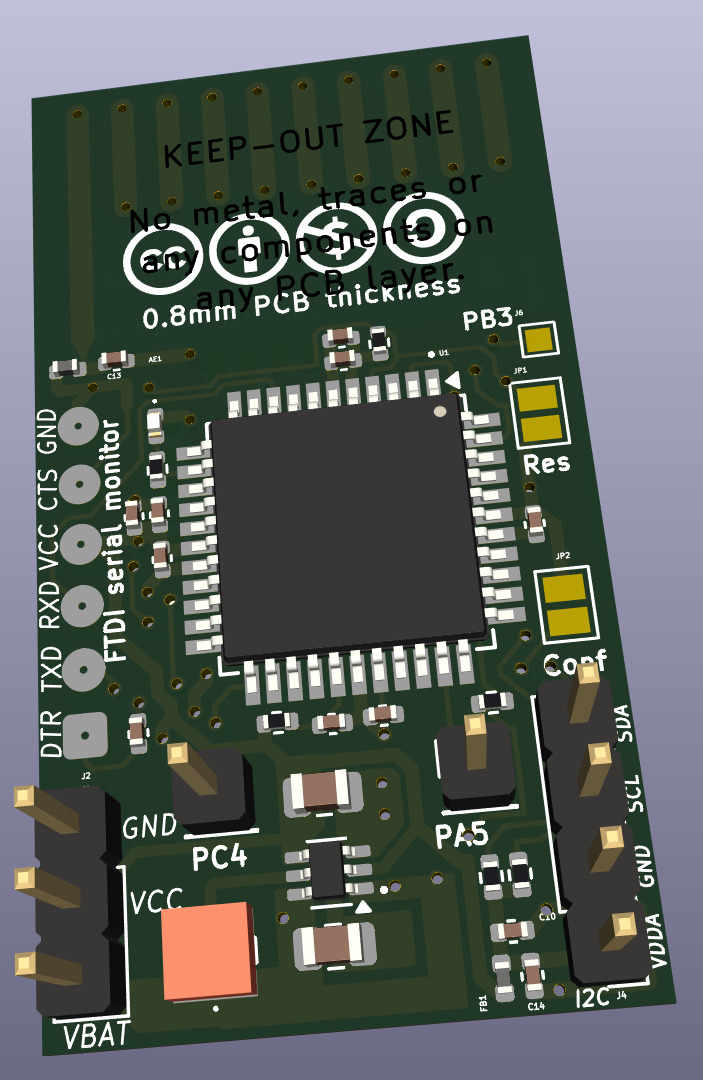 KEEP-OUT ZONE
No metal, traces or
any components on
any PCB layer.
cc
$
0.8mm PCB thickness
PB3
J6
JP1
U1
AE1
C13
Res
GND
CTS
VCC
RXD
TXD
DTR
FTDI serial monitor
JP2
Conf
J2
SDA
SCL
GND
VDDA
GND
PC4
PA5
VCC
VBAT
C10
FB1
C14
I2C
J4